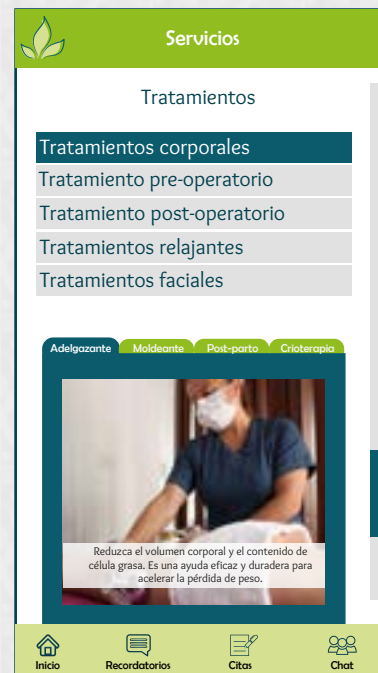 Servicios
Tratamientos
Tratamientos corporales
Tratamiento pre-operatorio
Tratamiento post-operatorio
Tratamientos relajantes
Tratamientos faciales
Adelgazante Moldeante Post-parto Crioterapia
Reduzca el volumen corporal y el contenido de
célula grasa. Es una ayuda eficaz y duradera para
acelerar la pérdida de peso.
Inicio Recordatorios Citas Chat